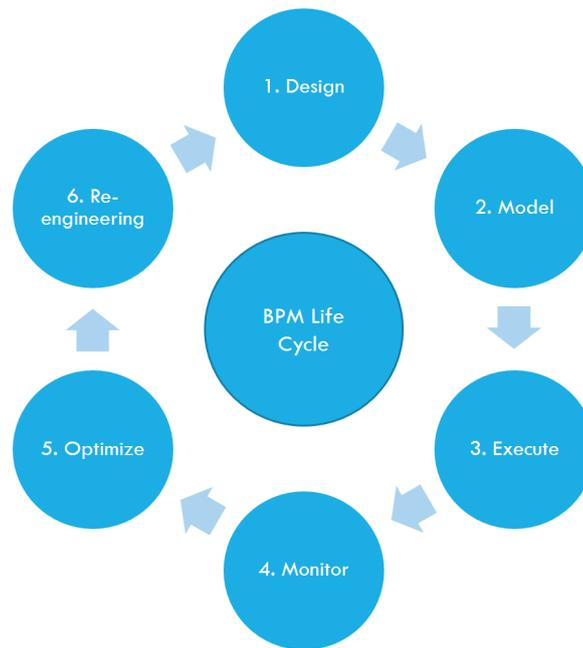 1. Design
2. Model
3. Execute
4. Monitor
5. Optimize
6. Re-
engineering
BPM Life
Cycle